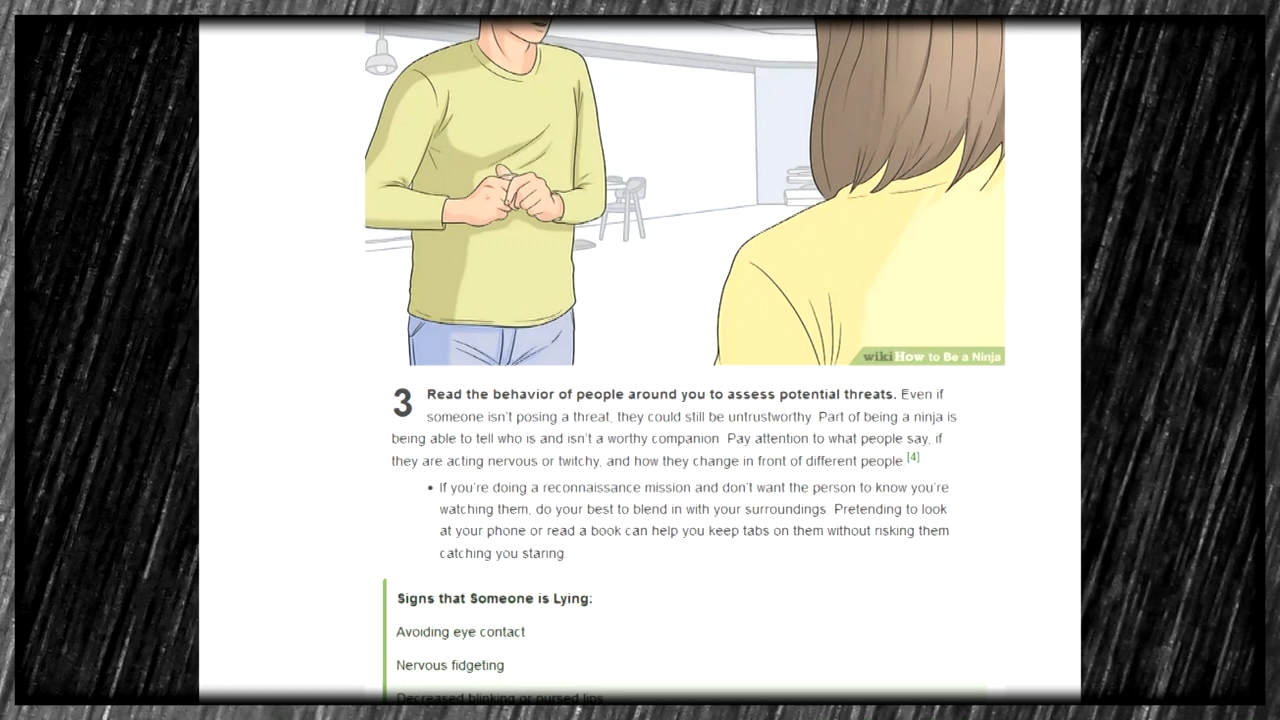 wikiHow to Be a Ninja
3 Read the behavior of people around you to assess potential threats. Even if
someone isn't posing a threat, they could still be untrustworthy. Part of being a ninja is
being able to tell who is and isn't a worthy companion. Pay attention to what people say, if
they are acting nervous or twitchy, and how they change in front of different people.[4]
• If you're doing a reconnaissance mission and don't want the person to know you're
watching them, do your best to blend in with your surroundings. Pretending to look
at your phone or read a book can help you keep tabs on them without risking them
catching you staring.
Signs that Someone is Lying:
Avoiding eye contact
Nervous fidgeting
Decreased blinking or pursed lips